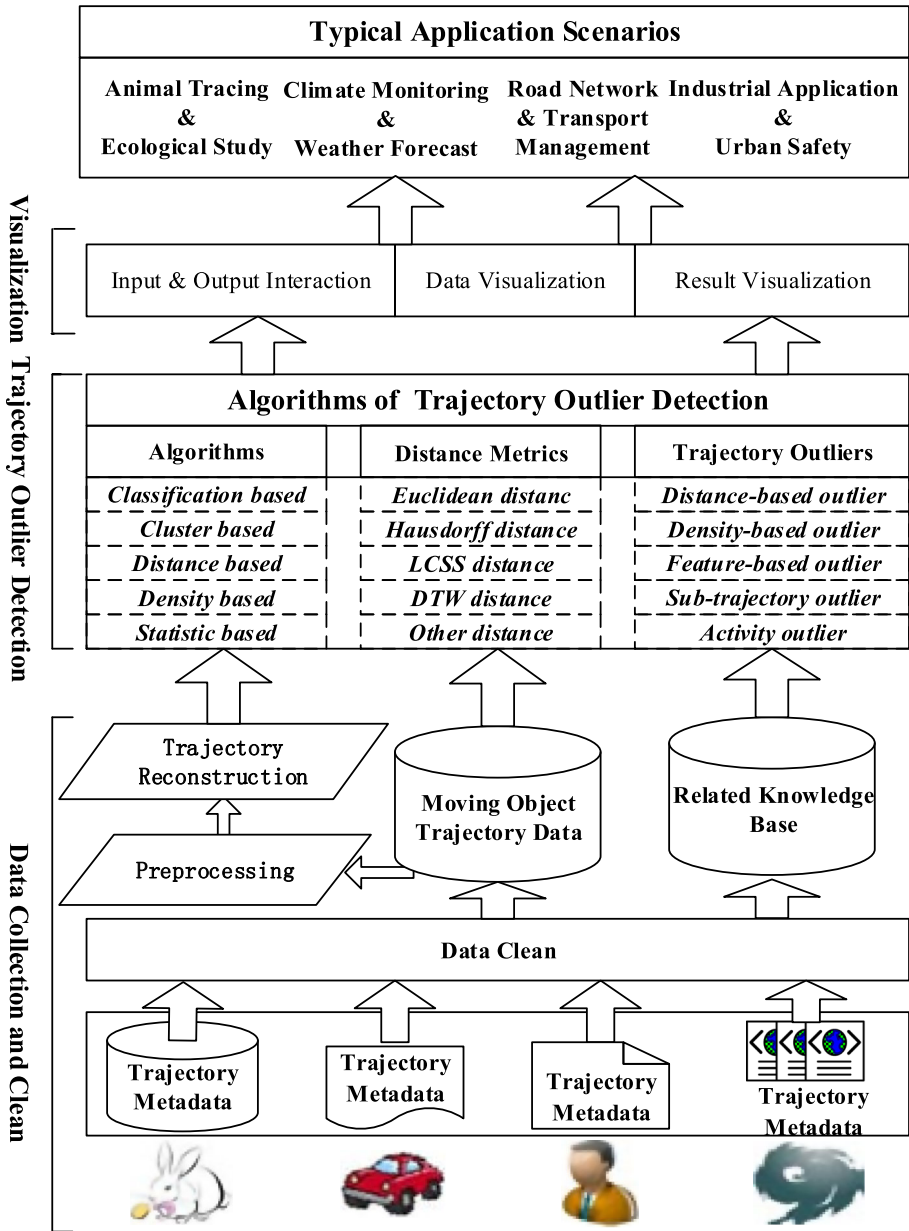 Typical Application Scenarios
Animal Tracing
&
Ecological Study
Climate Monitoring
&
Weather Forecast
Road Network
& Transport
Management
Industrial Application
&
Urban Safety
Visualization
Input & Output Interaction
Data Visualization
Result Visualization
Trajectory Outlier Detection
Algorithms of Trajectory Outlier Detection
Algorithms
Classification based
Cluster based
Distance based
Density based
Statistic based
Distance Metrics
Euclidean distanc
Hausdorff distance
LCSS distance
DTW distance
Other distance
Trajectory Outliers
Distance-based outlier
Density-based outlier
Feature-based outlier
Sub-trajectory outlier
Activity outlier
Data Collection and Clean
Trajectory
Reconstruction
Preprocessing
Moving Object
Trajectory Data
Related Knowledge
Base
Data Clean
Trajectory
Metadata
Trajectory
Metadata
Trajectory
Metadata
Trajectory
Metadata